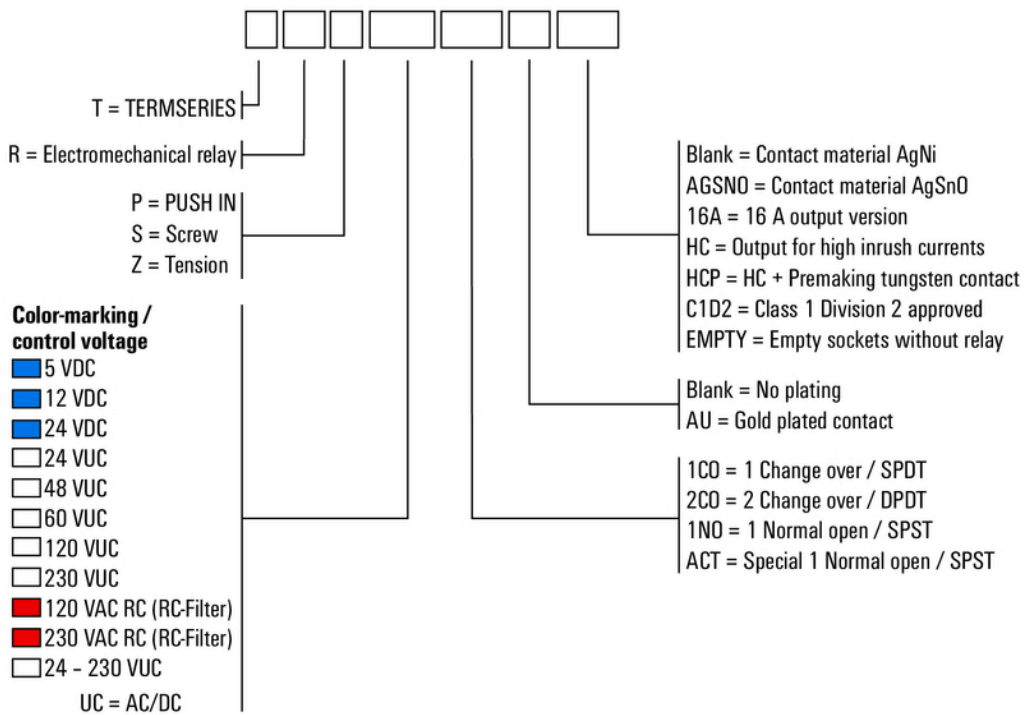 T = TERMSERIES
R = Electromechanical relay
P = PUSH IN
S = Screw
Z = Tension
Color-marking /
control voltage
5 VDC
12 VDC
24 VDC
24 VUC
48 VUC
60 VUC
120 VUC
230 VUC
120 VAC RC (RC-Filter)
230 VAC RC (RC-Filter)
24 - 230 VUC
UC = AC/DC
Blank = Contact material AgNi
AGSNO = Contact material AgSnO
16A = 16 A output version
HC = Output for high inrush currents
HCP = HC + Premaking tungsten contact
C1D2 = Class 1 Division 2 approved
EMPTY = Empty sockets without relay
Blank = No plating
AU = Gold plated contact
1CO = 1 Change over / SPDT
2CO = 2 Change over / DPDT
1NO = 1 Normal open / SPST
ACT = Special 1 Normal open / SPST